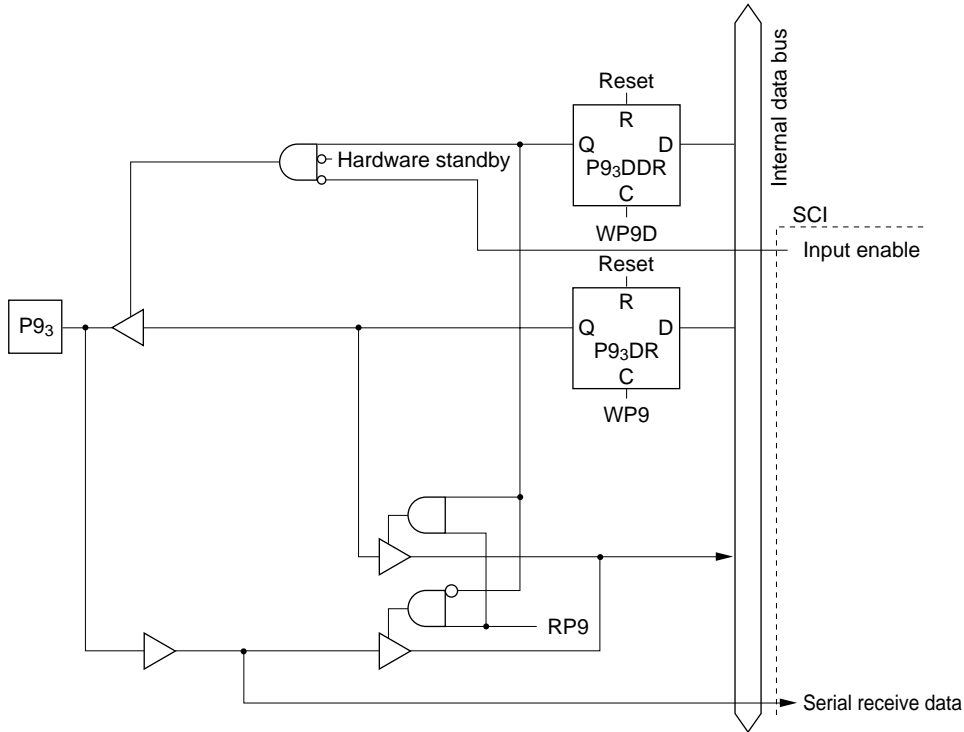 Reset
R
Q
D
P9₃DDR
C
WP9D
Hardware standby
Internal data bus
SCI
Input enable
Reset
R
Q
D
P9₃DR
C
WP9
P9₃
RP9
Serial receive data